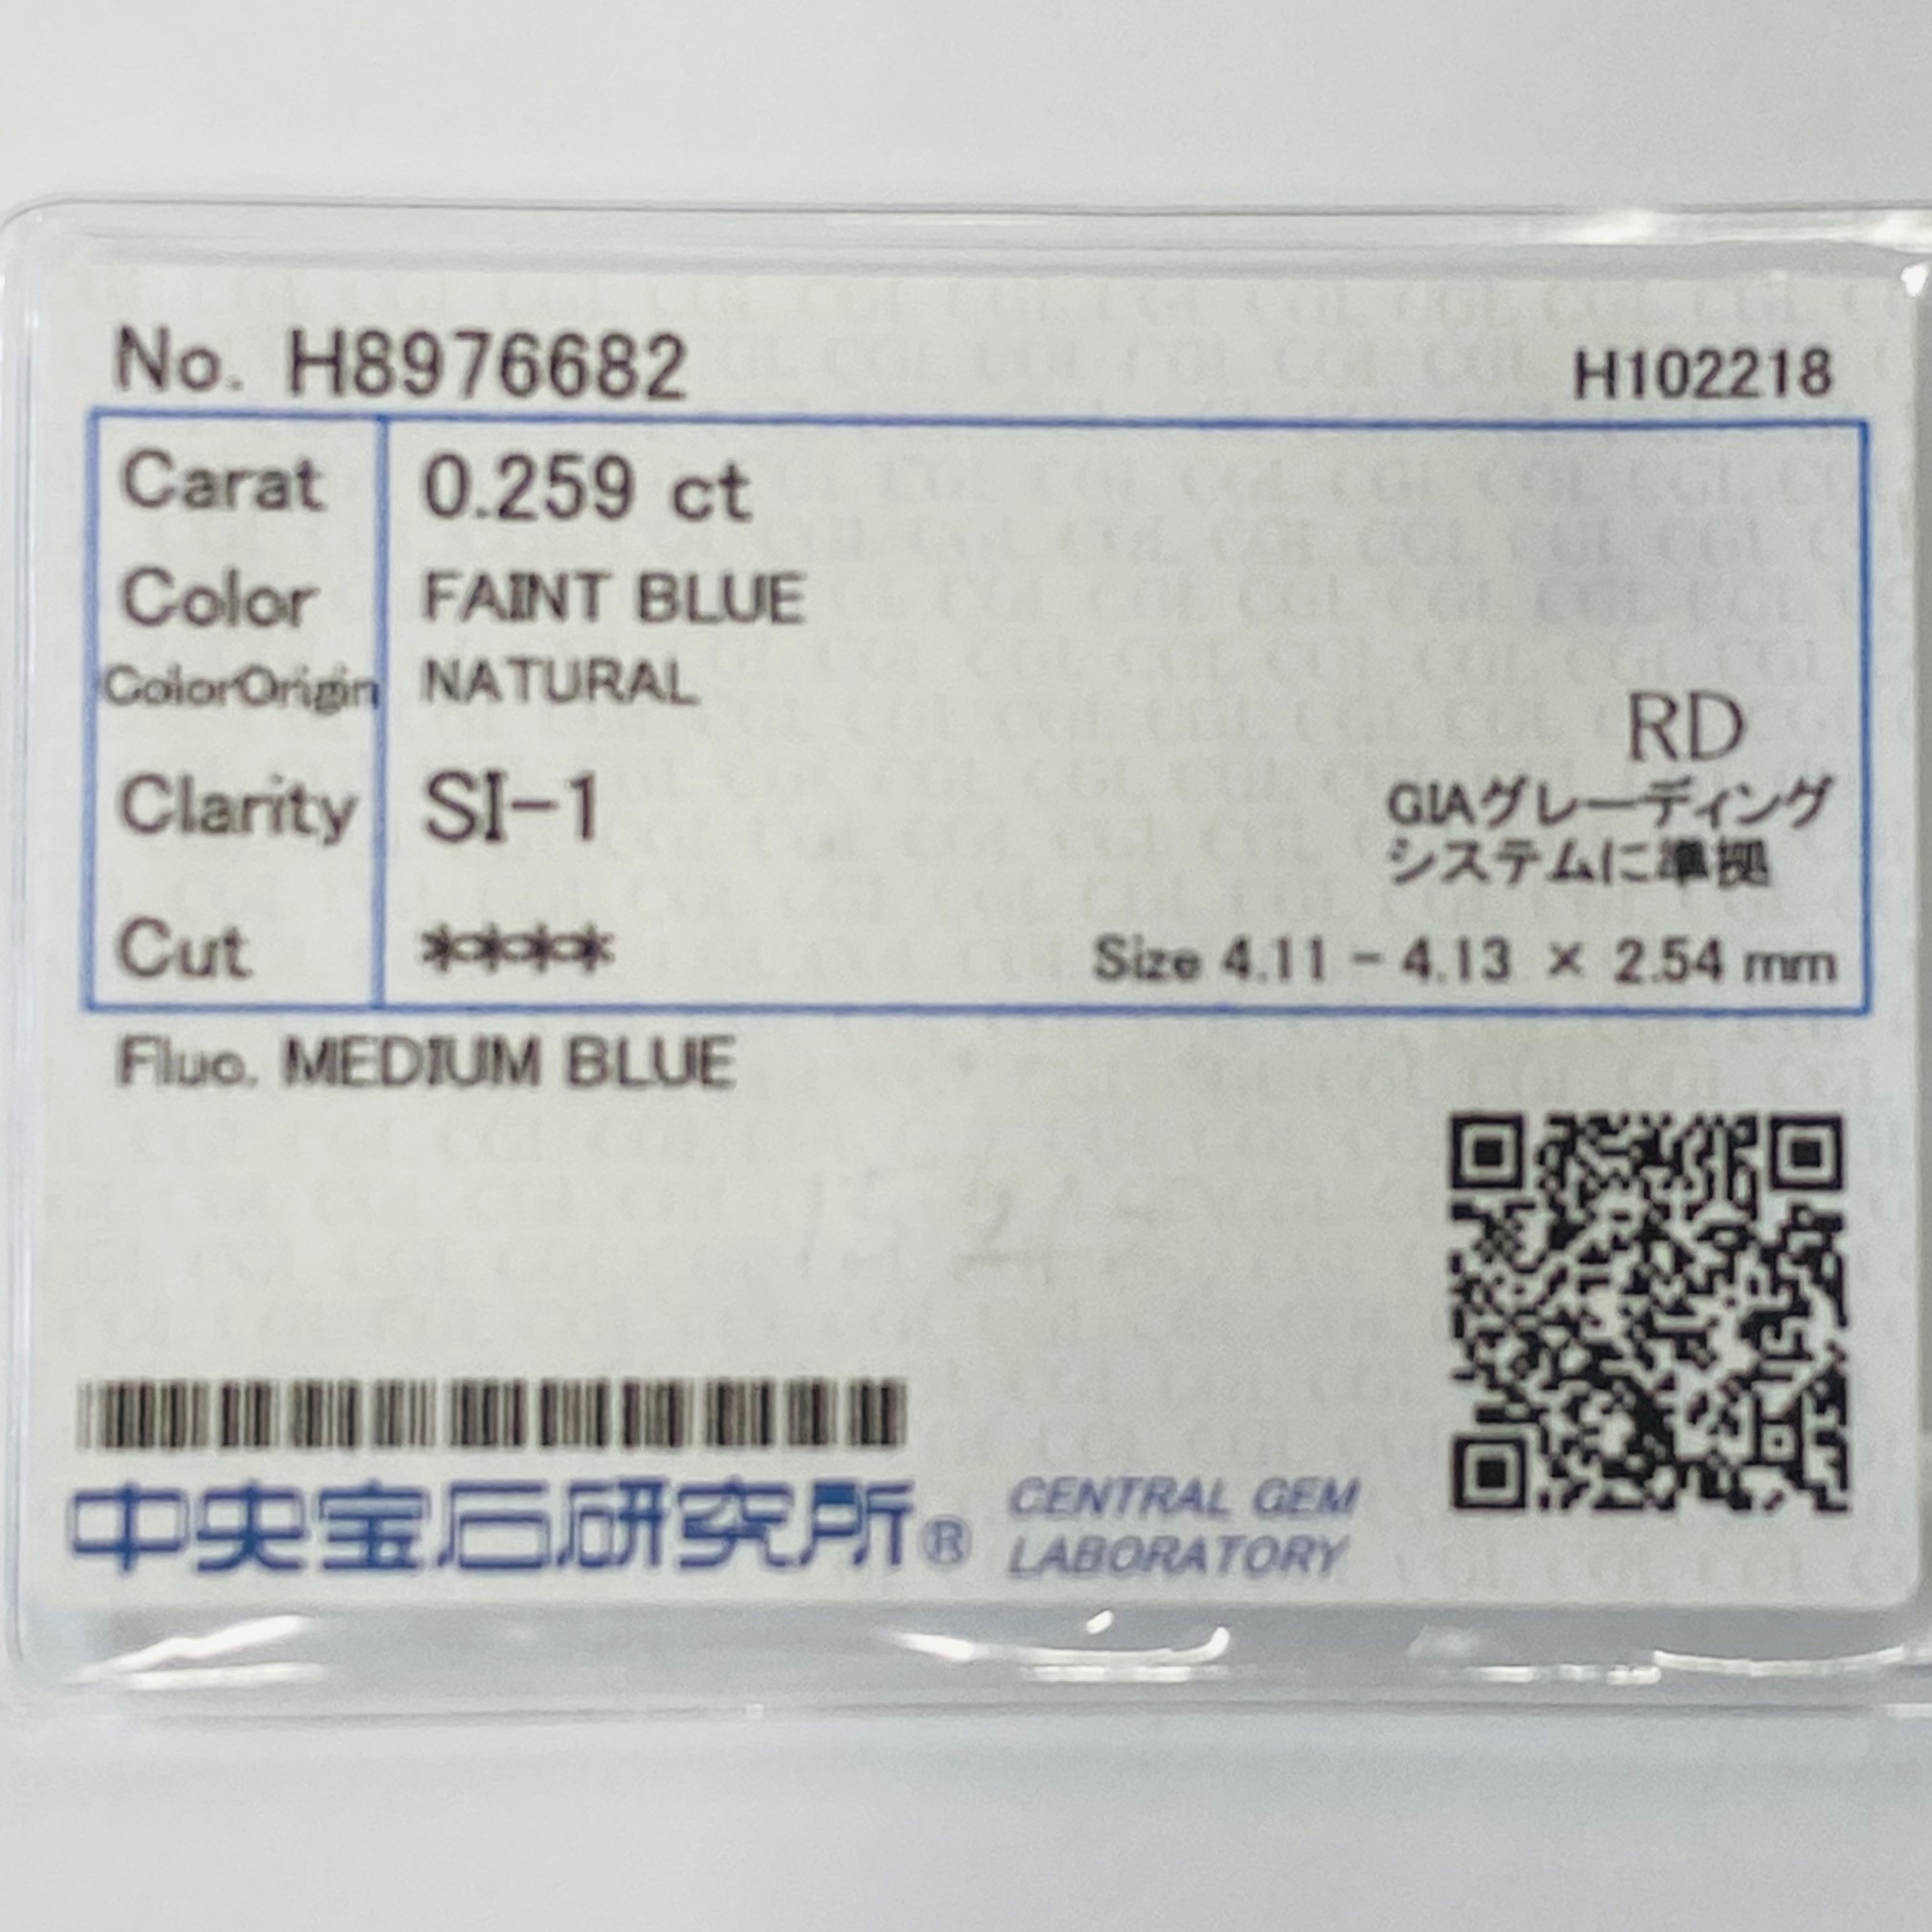 No. H8976682 H102218
Carat 0.259 ct
Color FAINT BLUE
ColorOrigin NATURAL
RD
Clarity SI-1 GIAグレーディング
システムに準拠
Cut **** Size 4.11 - 4.13 × 2.54 mm
Fluo. MEDIUM BLUE
中央宝石研究所® CENTRAL GEM
LABORATORY